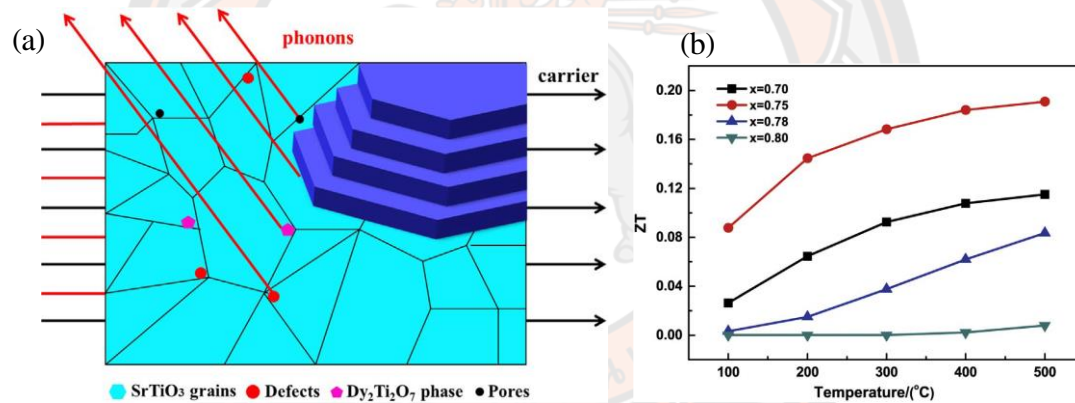 (a)
phonons
carrier
SrTiO₃ grains Defects Dy₂Ti₂O₇ phase Pores
(b)
x=0.70
x=0.75
x=0.78
x=0.80
ZT
0.20
0.16
0.12
0.08
0.04
0.00
100 200 300 400 500
Temperature/(°C)